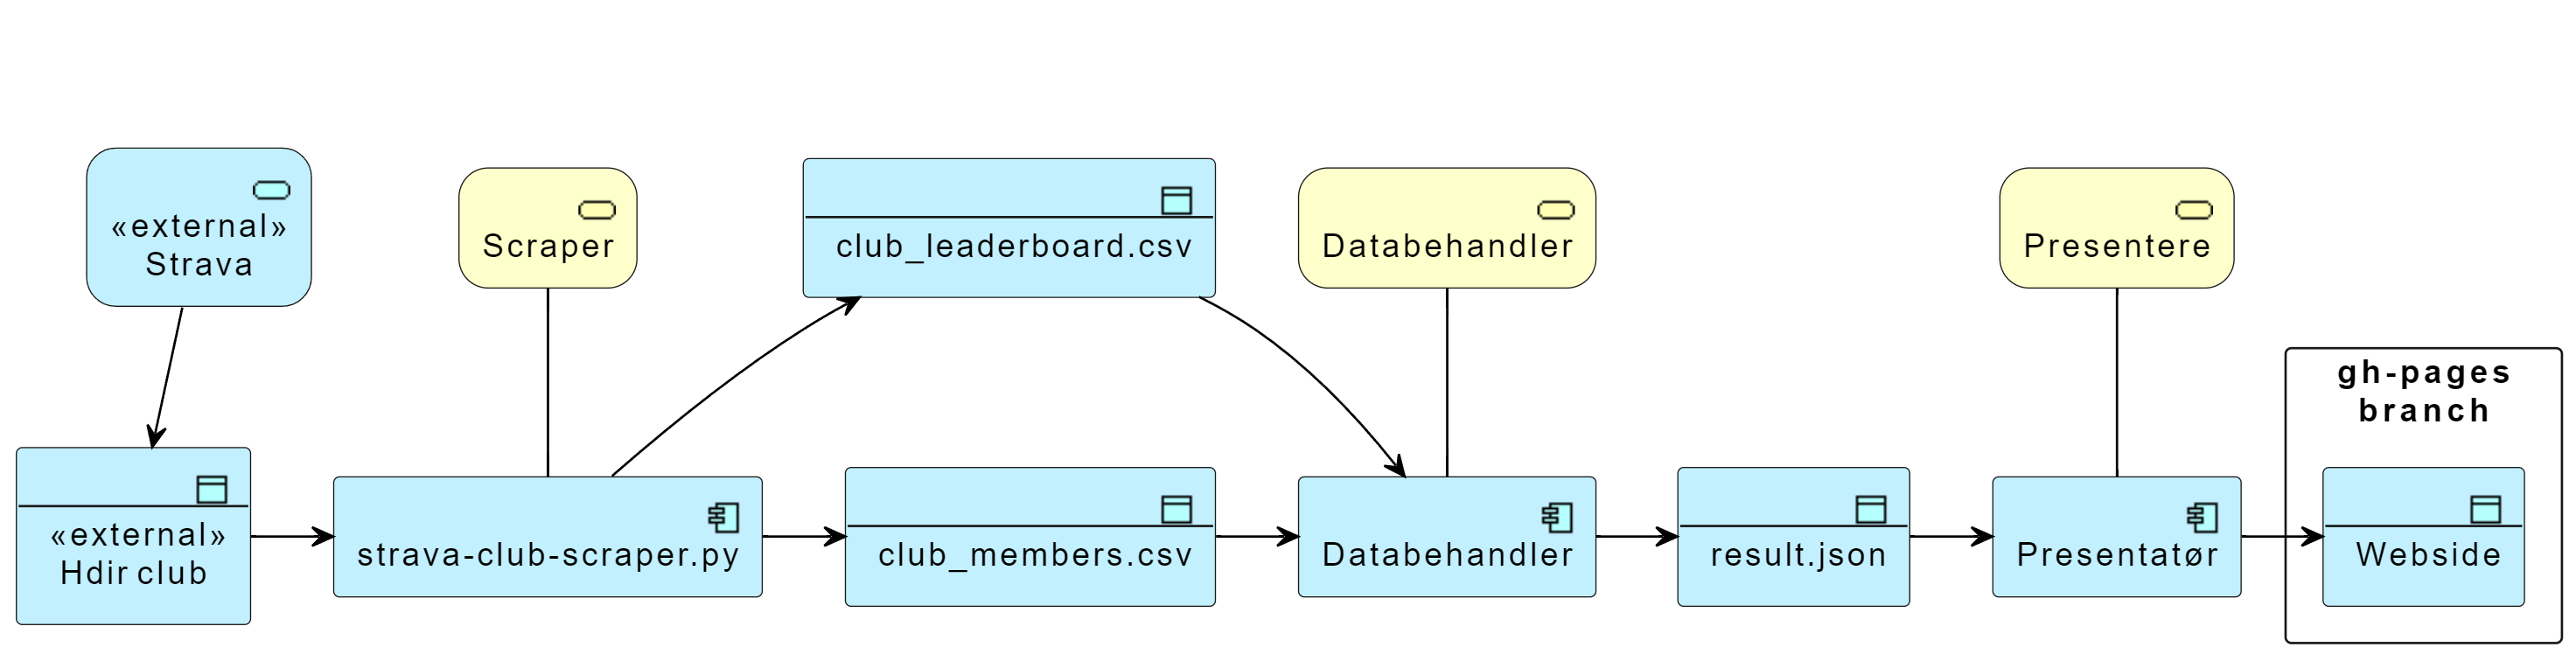 «external»
Strava
Scraper
club_leaderboard.csv
Databehandler
Presentere
gh-pages
branch
«external»
Hdir club
strava-club-scraper.py
club_members.csv
Databehandler
result.json
Presentatør
Webside